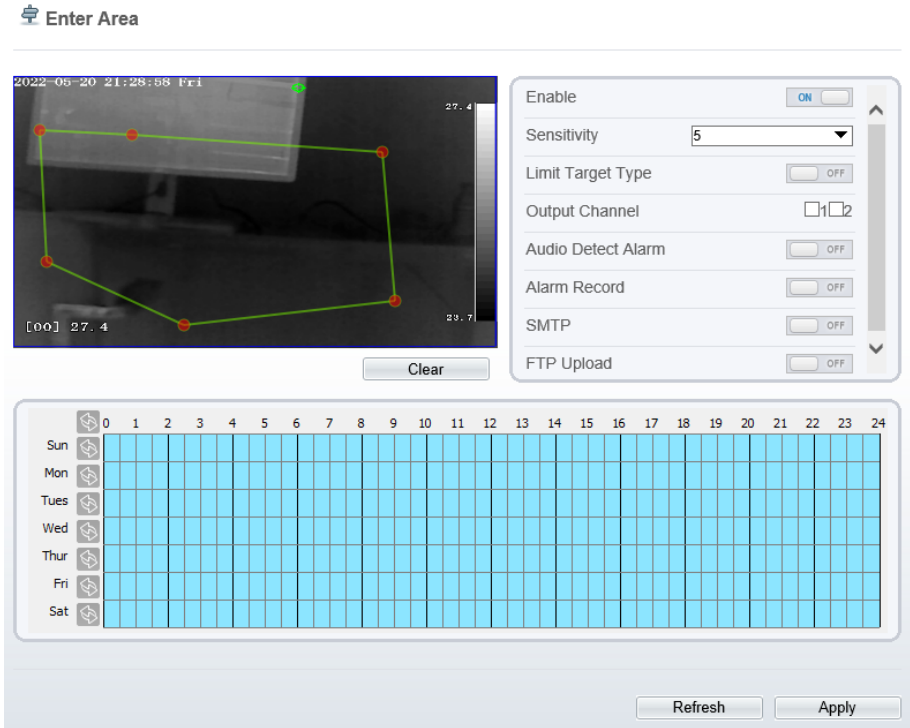 Enter Area
2022-05-20 21:28:58 Fri
27.4
23.7
[00] 27.4
Clear
Enable ON
Sensitivity 5
Limit Target Type OFF
Output Channel 1 2
Audio Detect Alarm OFF
Alarm Record OFF
SMTP OFF
FTP Upload OFF
0 1 2 3 4 5 6 7 8 9 10 11 12 13 14 15 16 17 18 19 20 21 22 23 24
Sun
Mon
Tues
Wed
Thur
Fri
Sat
Refresh Apply